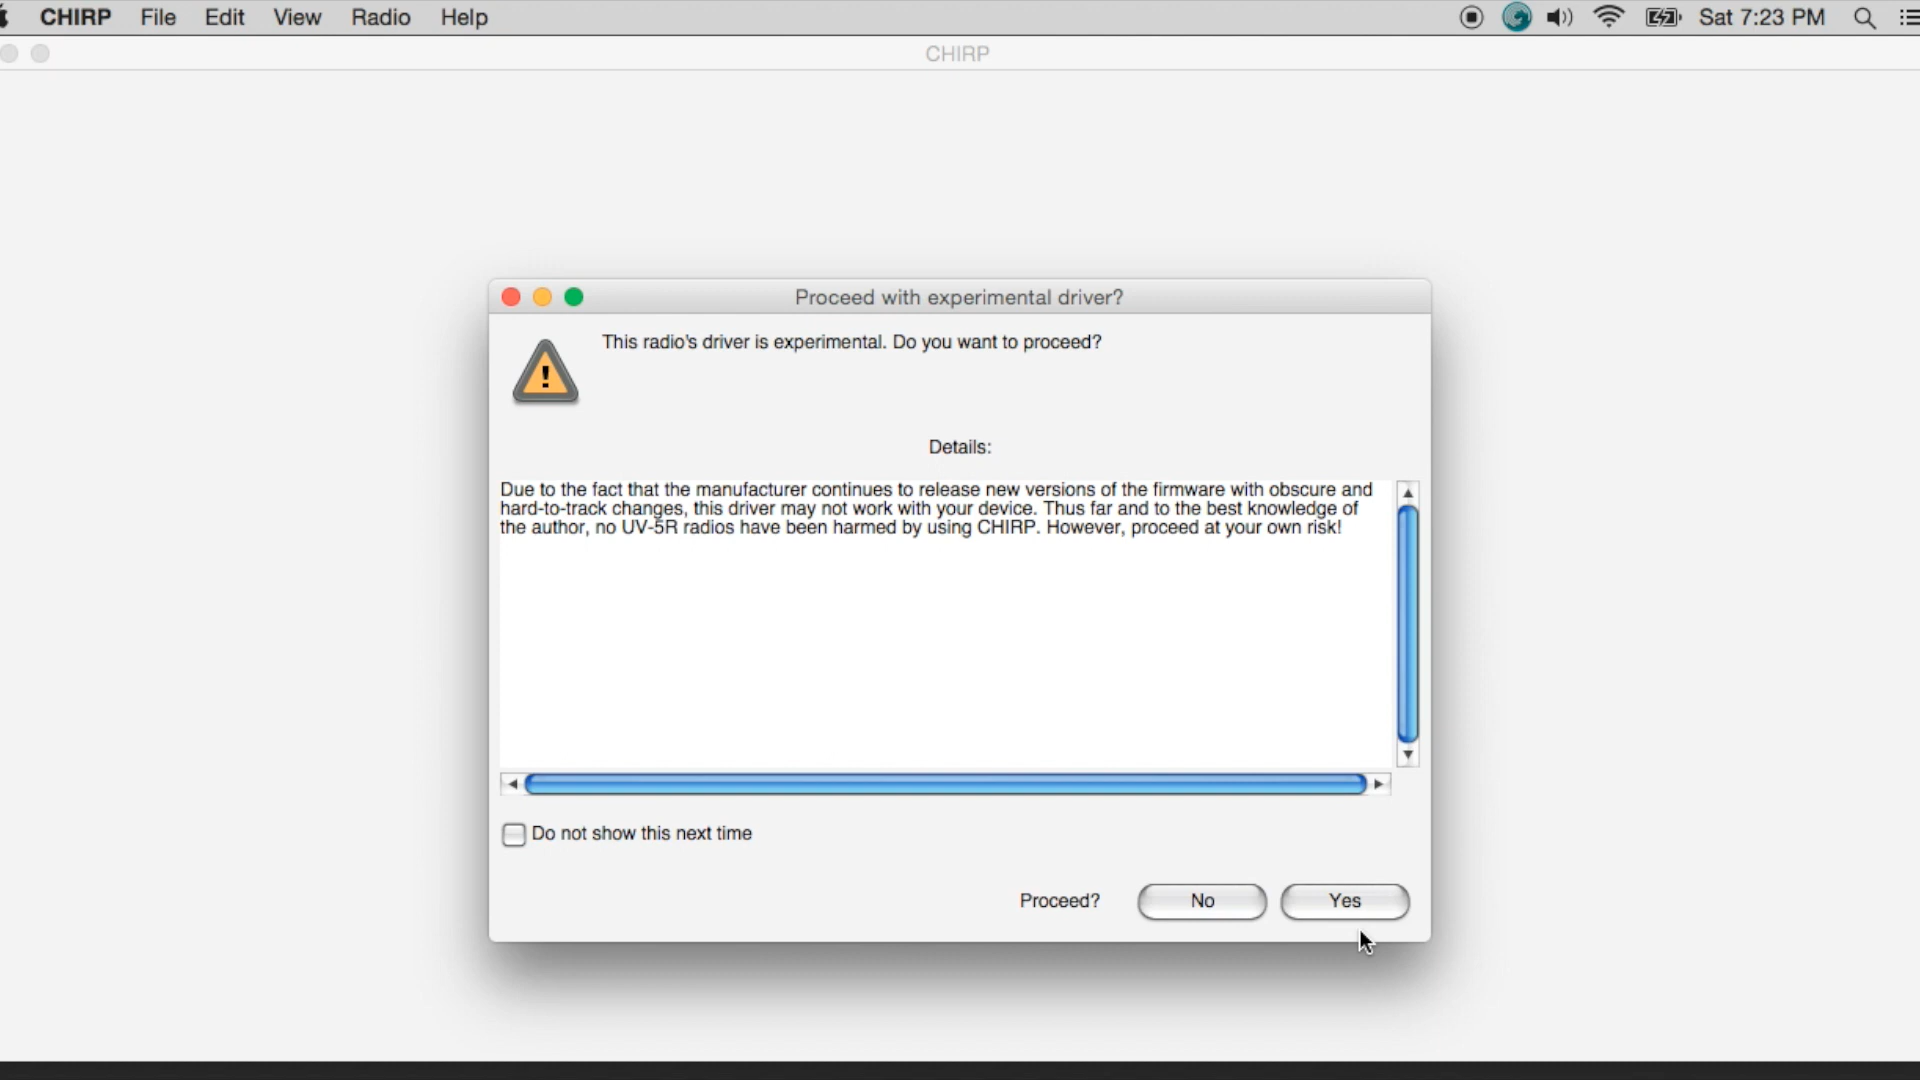 CHIRP File Edit View Radio Help Sat 7:23 PM
CHIRP
Proceed with experimental driver?
This radio's driver is experimental. Do you want to proceed?
Details:
Due to the fact that the manufacturer continues to release new versions of the firmware with obscure and
hard-to-track changes, this driver may not work with your device. Thus far and to the best knowledge of
the author, no UV-5R radios have been harmed by using CHIRP. However, proceed at your own risk!
Do not show this next time
Proceed? No Yes